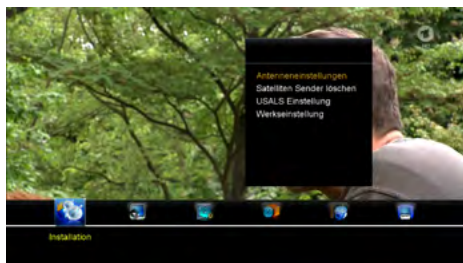 Antenneneinstellungen
Satelliten Sender löschen
USALS Einstellung
Werkseinstellung
Installation